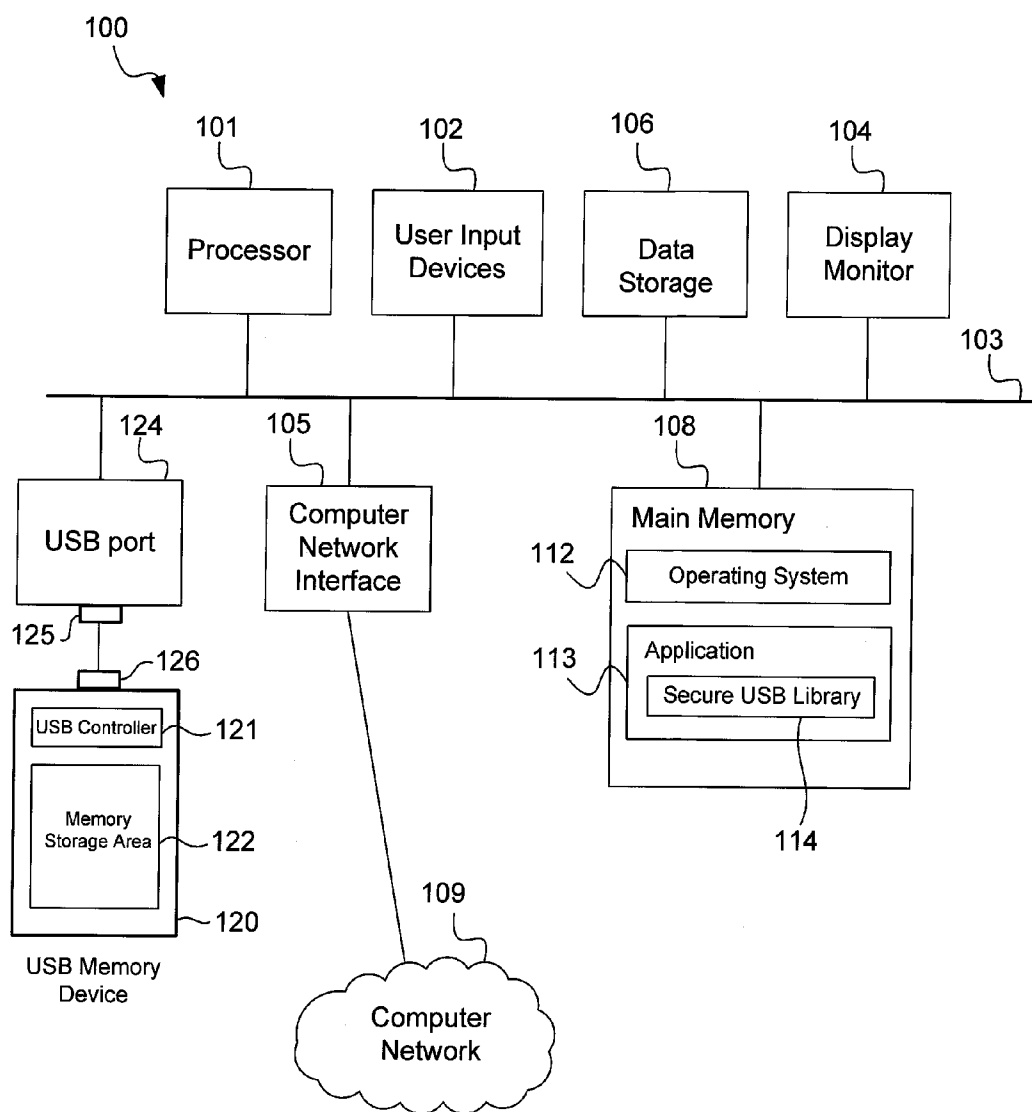 100
101
102
106
104
Processor
User Input
Devices
Data
Storage
Display
Monitor
103
124
105
108
USB port
Computer
Network
Interface
Main Memory
112
Operating System
125
126
113
Application
Secure USB Library
USB Controller
121
114
Memory
Storage Area
122
120
USB Memory
Device
109
Computer
Network